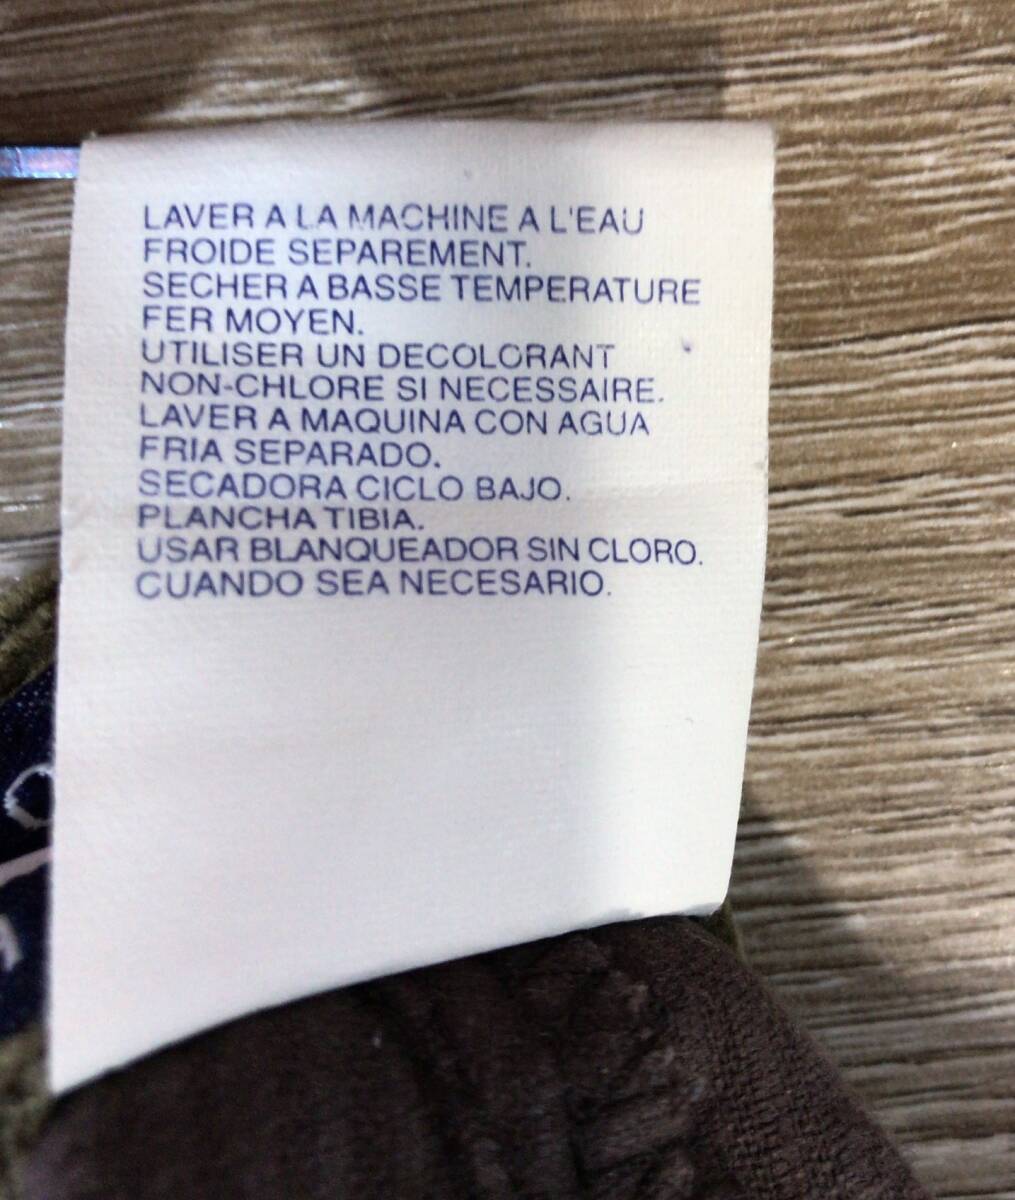 LAVER A LA MACHINE A L'EAU
FROIDE SEPAREMENT.
SECHER A BASSE TEMPERATURE
FER MOYEN.
UTILISER UN DECOLORANT
NON-CHLORE SI NECESSAIRE.
LAVER A MAQUINA CON AGUA
FRIA SEPARADO.
SECADORA CICLO BAJO.
PLANCHA TIBIA.
USAR BLANQUEADOR SIN CLORO.
CUANDO SEA NECESARIO.